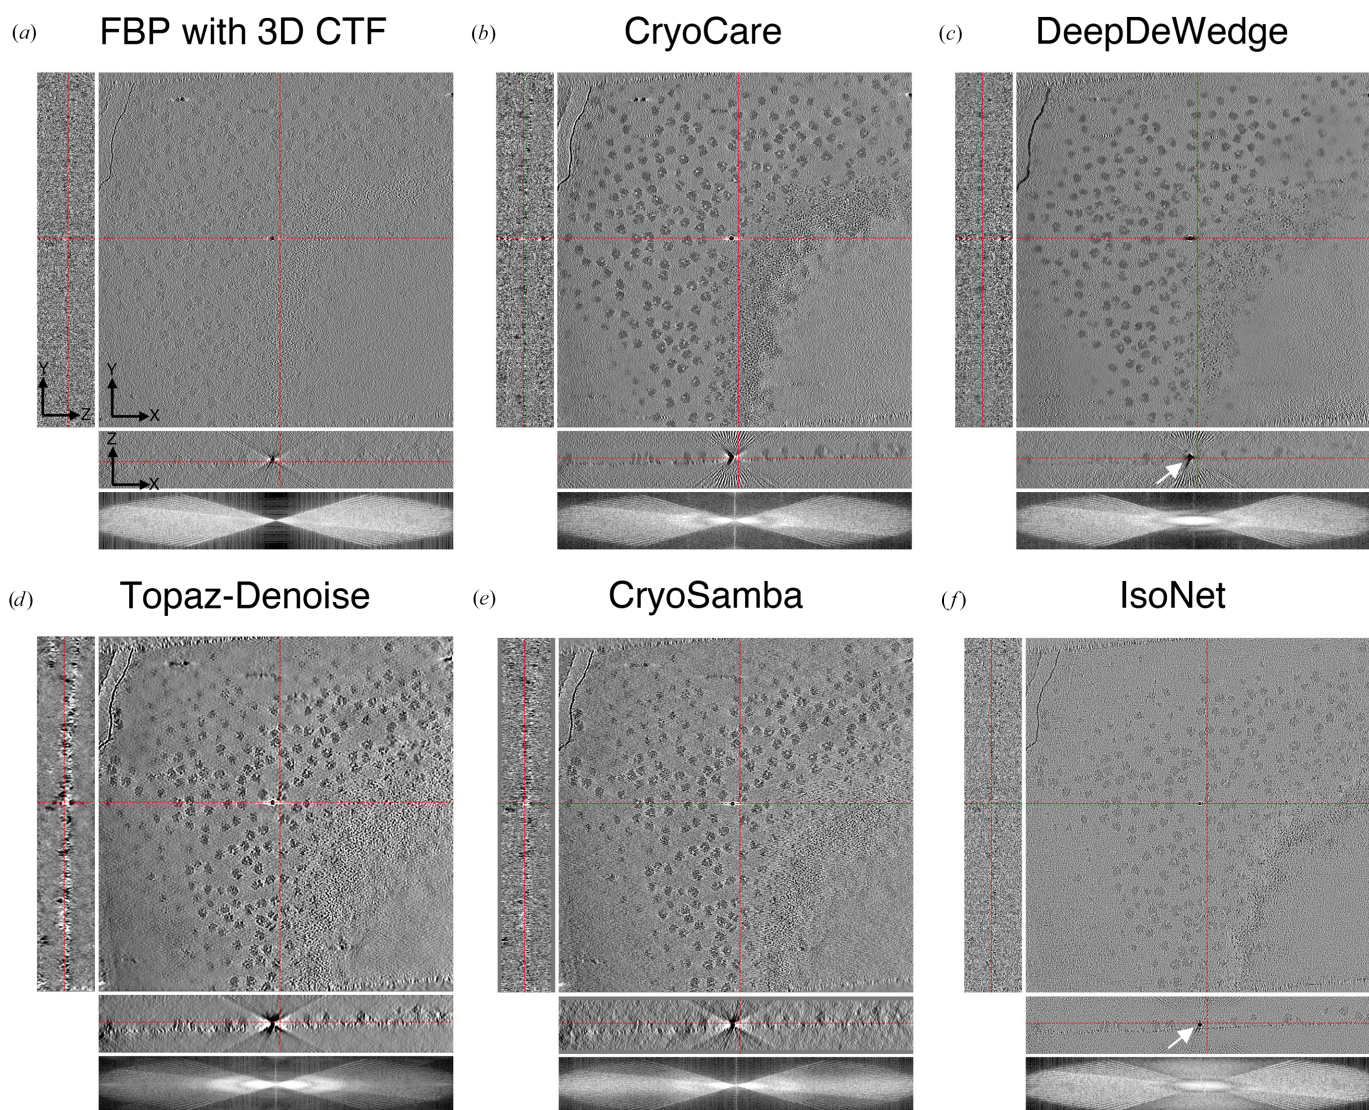 (a) FBP with 3D CTF
(b) CryoCare
(c) DeepDeWedge
Y
Z
Y
X
Z
X
(d) Topaz-Denoise
(e) CryoSamba
(f) IsoNet